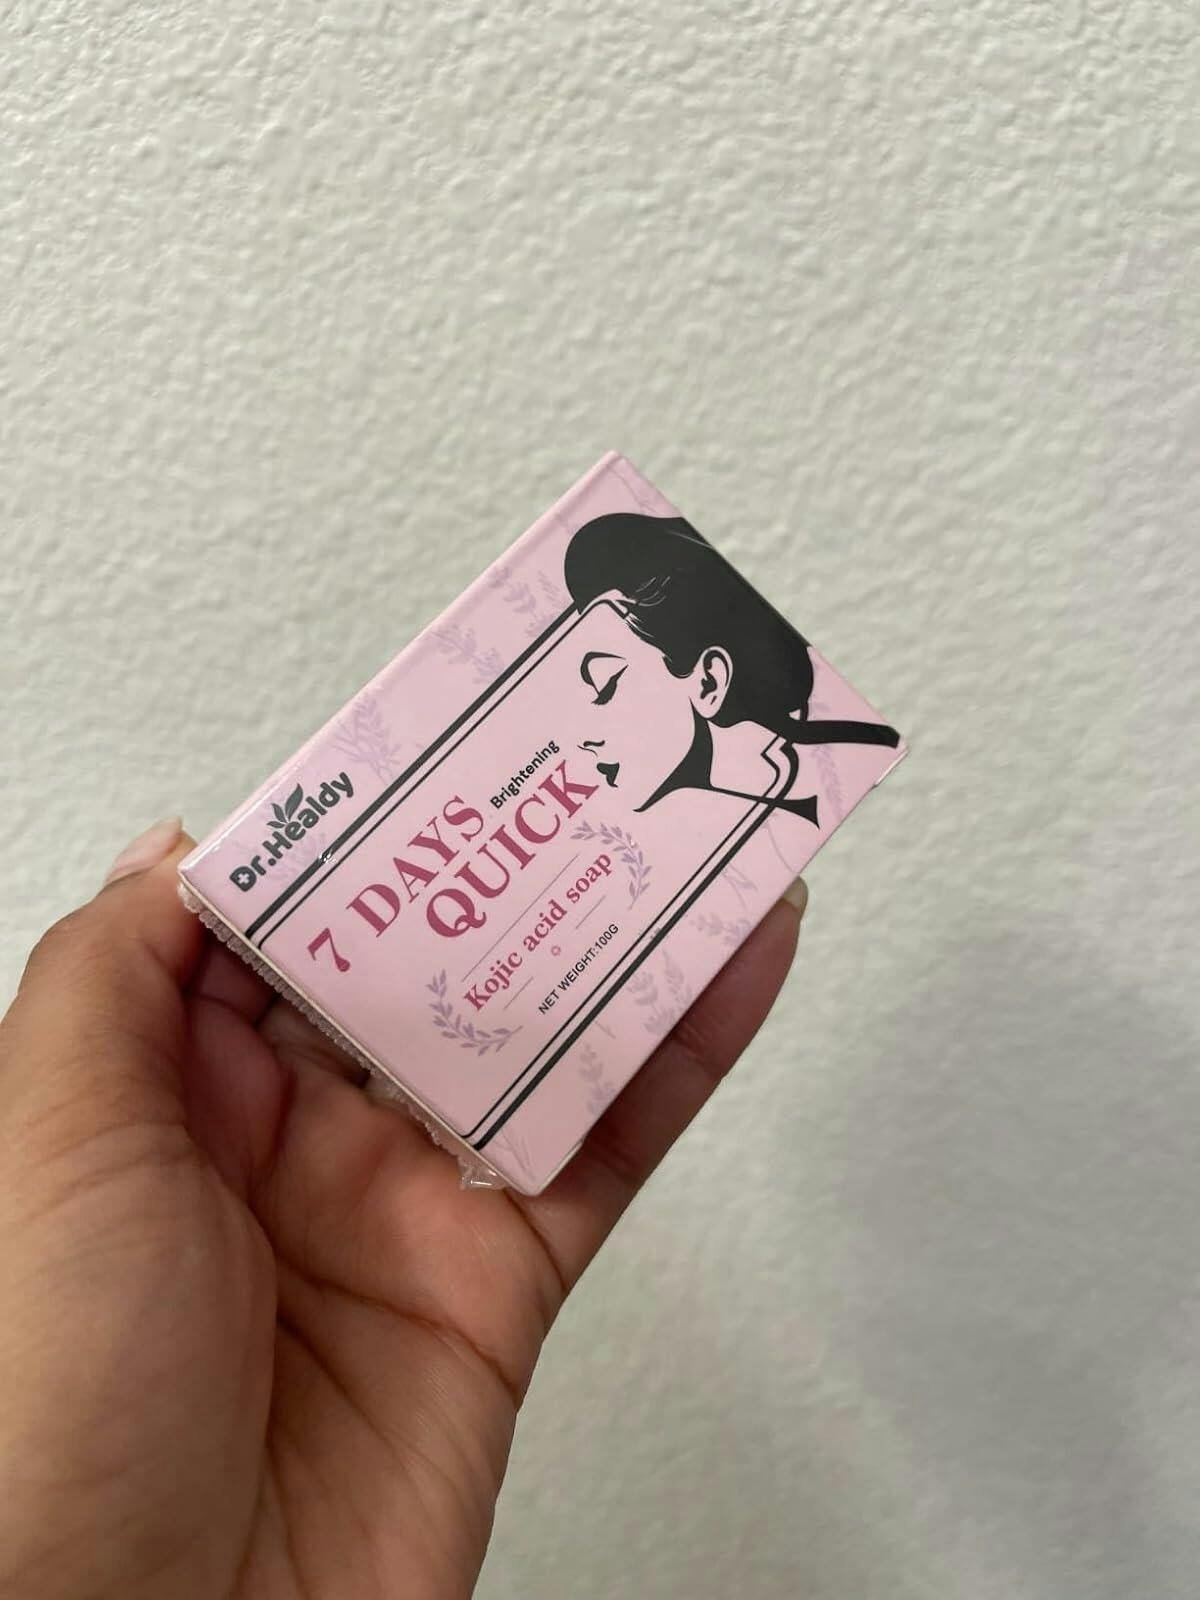 Dr.Healdy
7 DAYS
Brightening
QUICK
Kojic acid soap
NET WEIGHT:100G